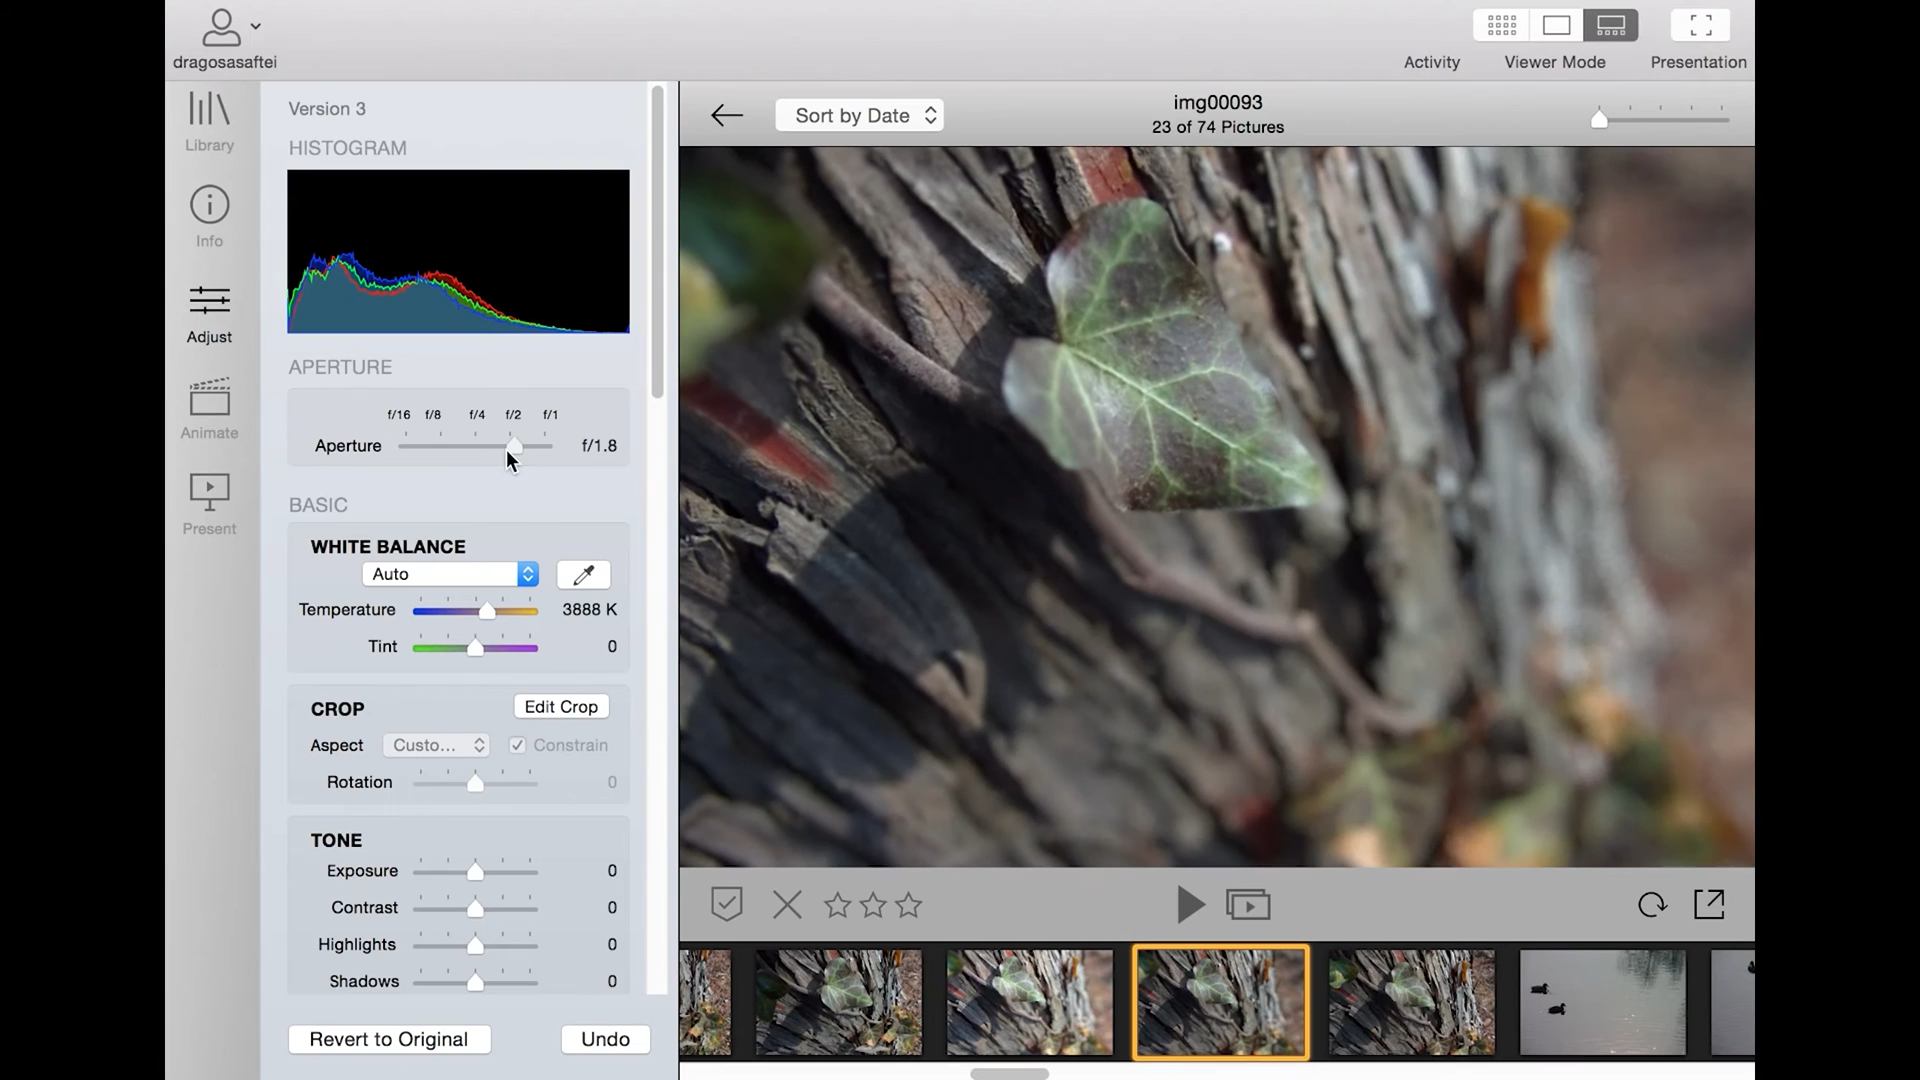 dragosasaftei
Activity
Viewer Mode
Presentation
Library
Info
Adjust
Animate
Present
Version 3
HISTOGRAM
APERTURE
f/16 f/8 f/4 f/2 f/1
Aperture f/1.8
BASIC
WHITE BALANCE
Auto
Temperature 3888 K
Tint 0
CROP Edit Crop
Aspect Custo... Constrain
Rotation 0
TONE
Exposure 0
Contrast 0
Highlights 0
Shadows 0
Revert to Original Undo
Sort by Date
img00093
23 of 74 Pictures